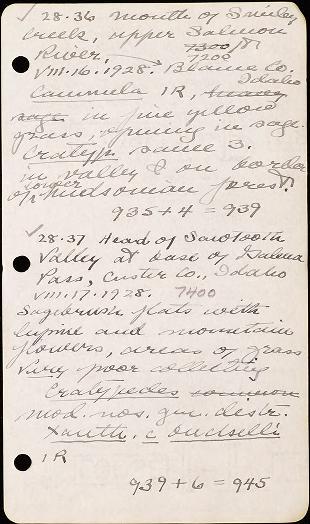 ✓ 28.36 mouth of Smiley
Creek, upper Salmon
River, 7300 ft
7200
VIII.16.1928. Blaine Co.,
Idaho
Camnula 1R,
sage in fine yellow
grass, opening in sage.
Cratyp. same 3.
in valley & on border
lower
of Hudsonian forest.
935+4 = 939
✓ 28.37 Head of Sawtooth
Valley at base of Galena
Pass, Custer Co., Idaho
VIII.17.1928. 7400
Sagebrush flats with
lupine and mountain
flowers, areas of grass
Very poor collecting
Cratypedes common
mod. nos. gen. distr.
Xanth. c
1R
939+6 = 945